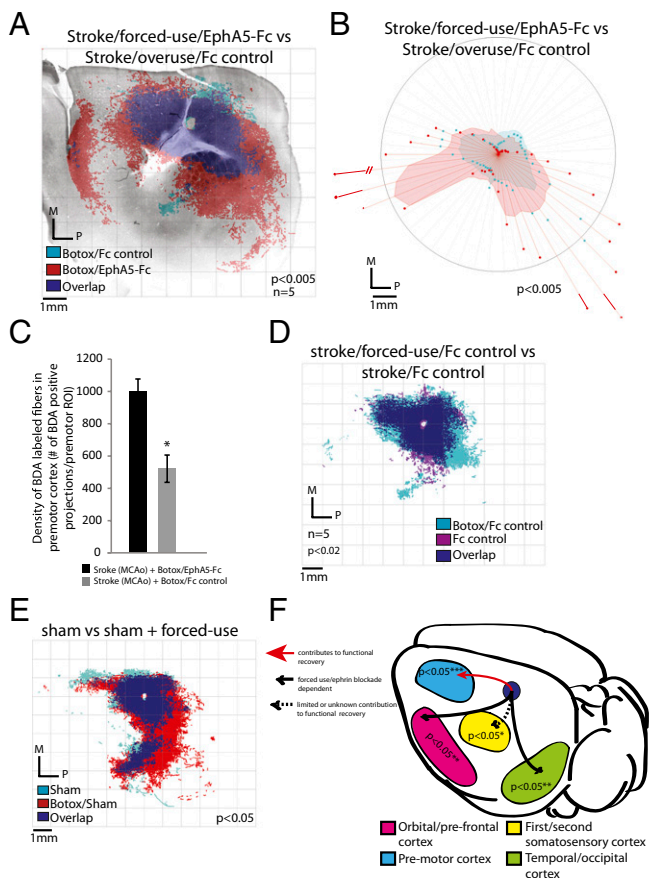 A
Stroke/forced-use/EphA5-Fc vs
Stroke/overuse/Fc control
M
P
Botox/Fc control
Botox/EphA5-Fc
Overlap
p<0.005
n=5
1mm
B
Stroke/forced-use/EphA5-Fc vs
Stroke/overuse/Fc control
M
P
1mm
p<0.005
C
Density of BDA labeled fibers in
premotor cortex (# of BDA positive
projections/premotor ROI)
1200
1000
800
600
400
200
0
*
Sroke (MCAo) + Botox/EphA5-Fc
Stroke (MCAo) + Botox/Fc control
D
stroke/forced-use/Fc control vs
stroke/Fc control
M
P
n=5
p<0.02
1mm
Botox/Fc control
Fc control
Overlap
E
sham vs sham + forced-use
M
P
Sham
Botox/Sham
Overlap
p<0.05
1mm
contributes to functional
recovery
forced use/ephrin blockade
dependent
limited or unknown contribution
to functional recovery
F
p<0.05***
p<0.05**
p<0.05*
p<0.05**
Orbital/pre-frontal
cortex
First/second
somatosensory cortex
Pre-motor cortex
Temporal/occipital
cortex